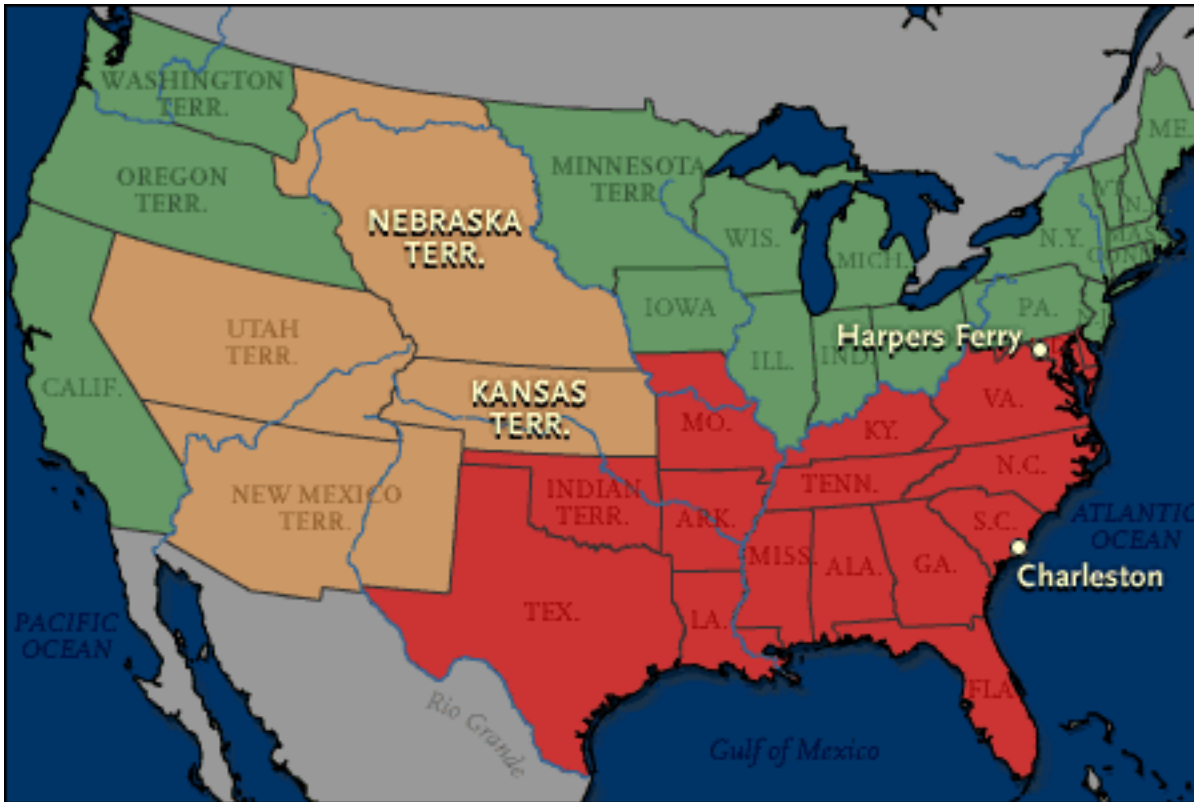 WASHINGTON
TERR.
OREGON
TERR.
NEBRASKA
TERR.
MINNESOTA
TERR.
WIS.
MICH.
IOWA
ILL.
IND.
N.Y.
PA.
VT.
ME.
CONN.
UTAH
TERR.
CALIF.
KANSAS
TERR.
NEW MEXICO
TERR.
INDIAN
TERR.
MO.
ARK.
TEX.
LA.
MISS.
ALA.
GA.
TENN.
KY.
VA.
N.C.
S.C.
FLA.
Harpers Ferry
Charleston
ATLANTIC
OCEAN
PACIFIC
OCEAN
Rio Grande
Gulf of Mexico